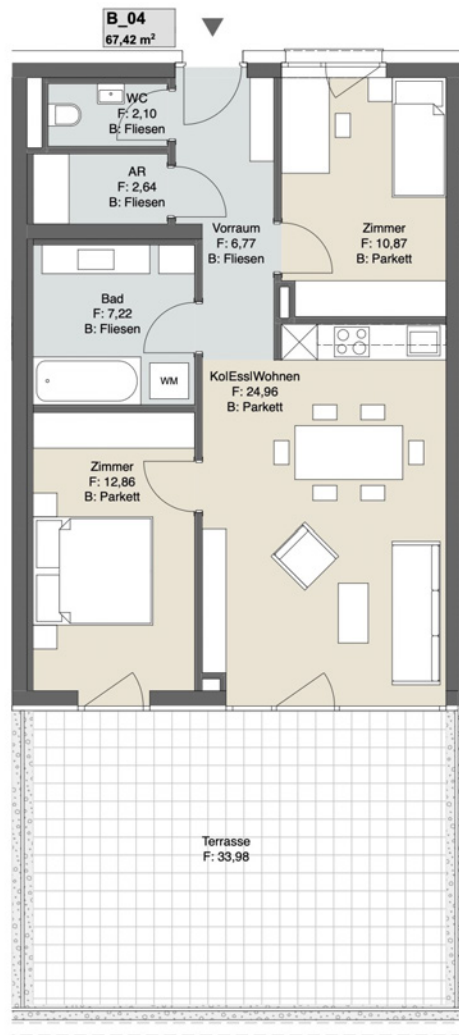 B_04
67,42 m²
WC
F: 2,10
B: Fliesen
AR
F: 2,64
B: Fliesen
Vorraum
F: 6,77
B: Fliesen
Zimmer
F: 10,87
B: Parkett
Bad
F: 7,22
B: Fliesen
WM
Ko|Ess|Wohnen
F: 24,96
B: Parkett
Zimmer
F: 12,86
B: Parkett
Terrasse
F: 33,98